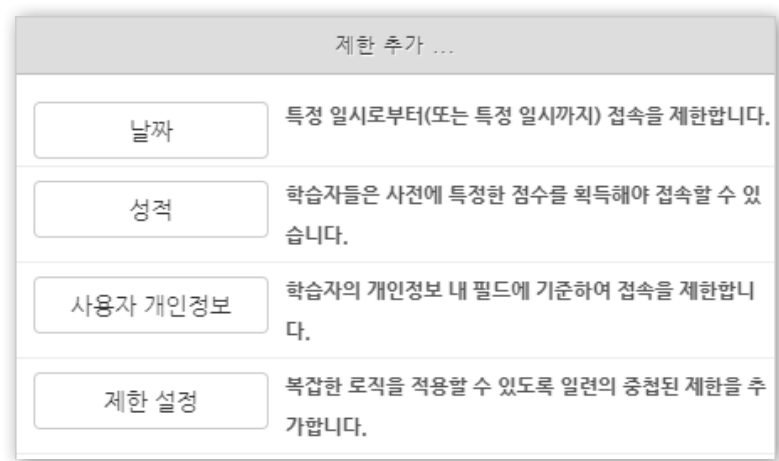 제한 추가 ...
날짜
특정 일시로부터(또는 특정 일시까지) 접속을 제한합니다.
성적
학습자들은 사전에 특정한 점수를 획득해야 접속할 수 있
습니다.
사용자 개인정보
학습자의 개인정보 내 필드에 기준하여 접속을 제한합니
다.
제한 설정
복잡한 로직을 적용할 수 있도록 일련의 중첩된 제한을 추
가합니다.